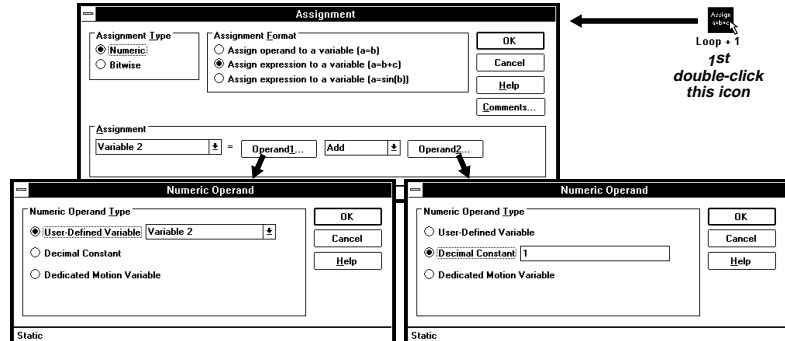 Assignment
Assignment Type
Numeric
Bitwise
Assignment Format
Assign operand to a variable (a=b)
Assign expression to a variable (a=b+c)
Assign expression to a variable (a=sin(b))
OK
Cancel
Help
Comments...
Assign
a=b+c
Loop + 1
1st
double-click
this icon
Assignment
Variable 2 = Operand1... Add Operand2...
Numeric Operand
Numeric Operand Type
User-Defined Variable Variable 2
Decimal Constant
Dedicated Motion Variable
OK
Cancel
Help
Static
Numeric Operand
Numeric Operand Type
User-Defined Variable
Decimal Constant 1
Dedicated Motion Variable
OK
Cancel
Help
Static